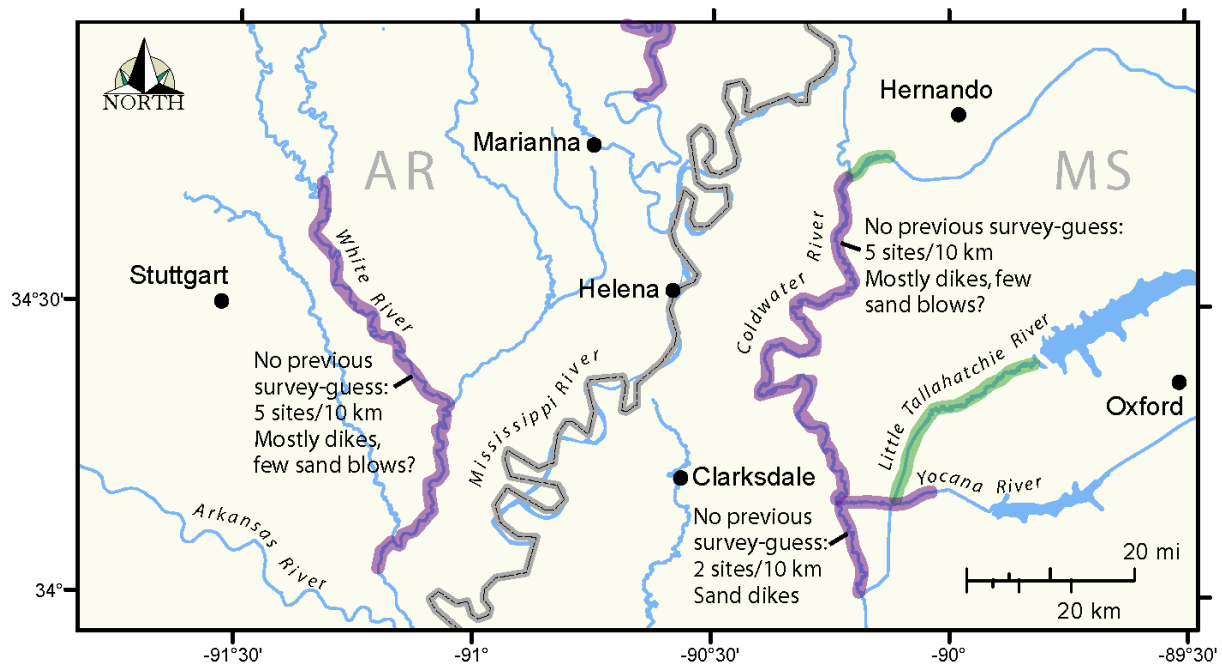 NORTH
Hernando
Marianna
AR
MS
White River
Coldwater River
No previous survey-guess:
5 sites/10 km
Mostly dikes, few
sand blows?
Stuttgart
34°30'
Helena
No previous
survey-guess:
5 sites/10 km
Mostly dikes,
few sand blows?
Mississippi River
Little Tallahatchie River
Oxford
Clarksdale
Yocana River
No previous
survey-guess:
2 sites/10 km
Sand dikes
Arkansas River
20 mi
20 km
34°
-91°30'
-91°
-90°30'
-90°
-89°30'